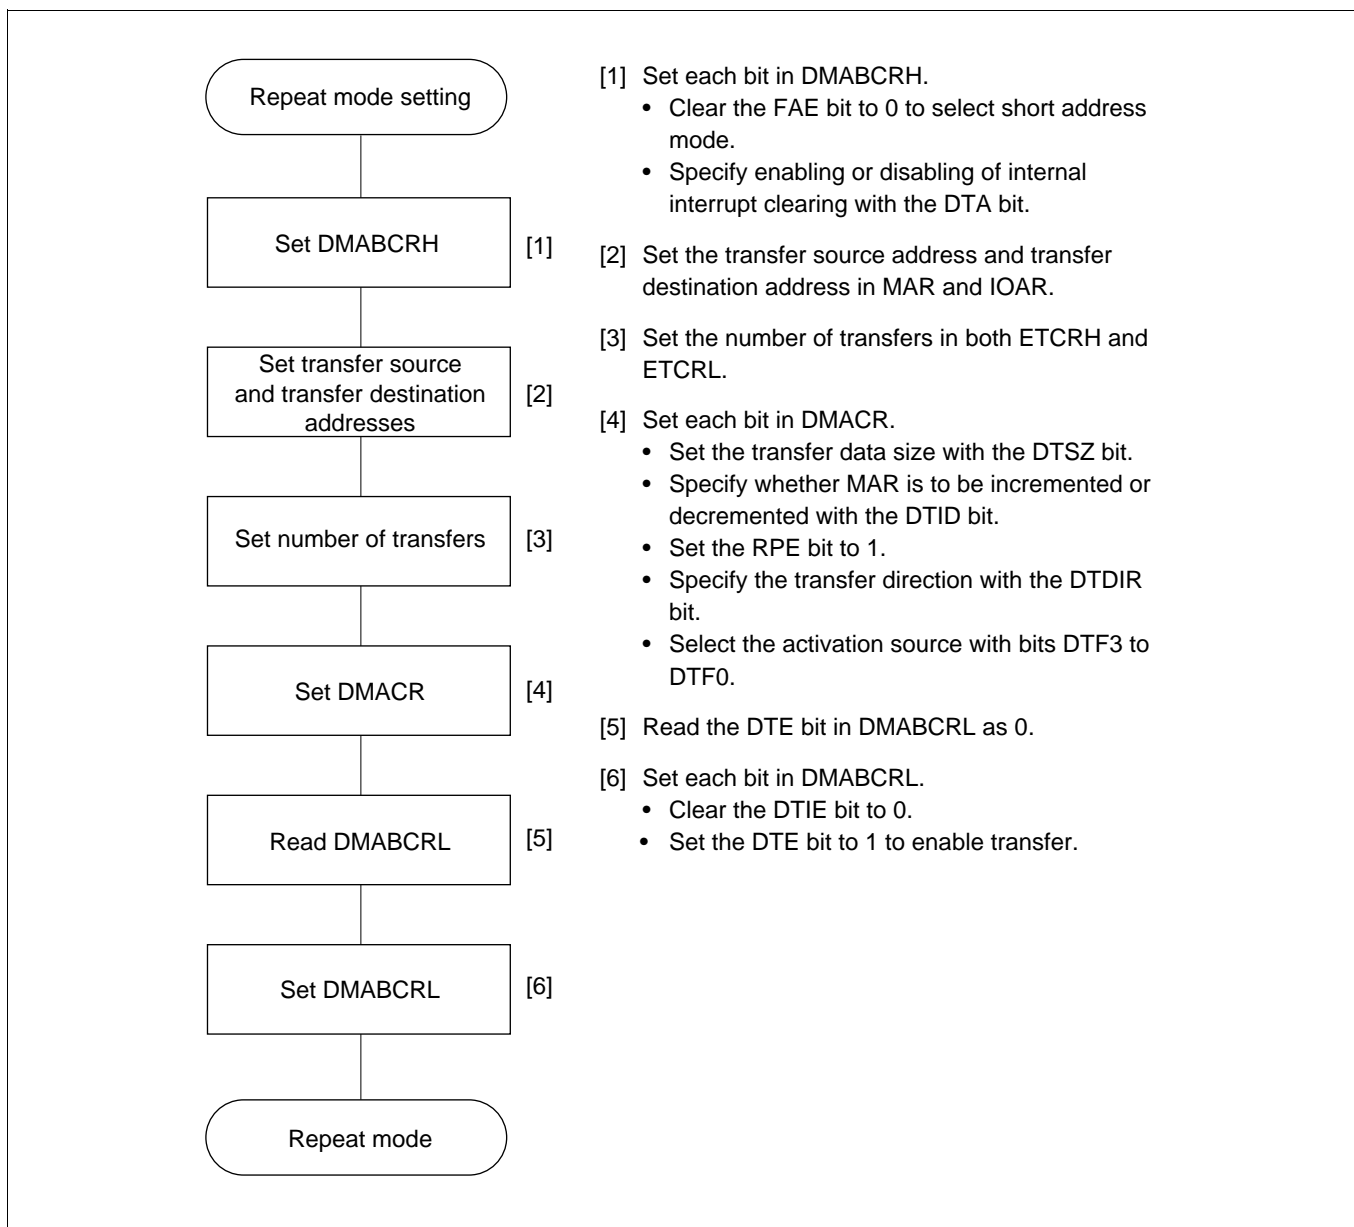 Repeat mode setting
Set DMABCRH [1]
Set transfer source
and transfer destination
addresses
[2]
Set number of transfers [3]
Set DMACR [4]
Read DMABCRL [5]
Set DMABCRL [6]
Repeat mode
[1] Set each bit in DMABCRH.
• Clear the FAE bit to 0 to select short address
mode.
• Specify enabling or disabling of internal
interrupt clearing with the DTA bit.
[2] Set the transfer source address and transfer
destination address in MAR and IOAR.
[3] Set the number of transfers in both ETCRH and
ETCRL.
[4] Set each bit in DMACR.
• Set the transfer data size with the DTSZ bit.
• Specify whether MAR is to be incremented or
decremented with the DTID bit.
• Set the RPE bit to 1.
• Specify the transfer direction with the DTDIR
bit.
• Select the activation source with bits DTF3 to
DTF0.
[5] Read the DTE bit in DMABCRL as 0.
[6] Set each bit in DMABCRL.
• Clear the DTIE bit to 0.
• Set the DTE bit to 1 to enable transfer.